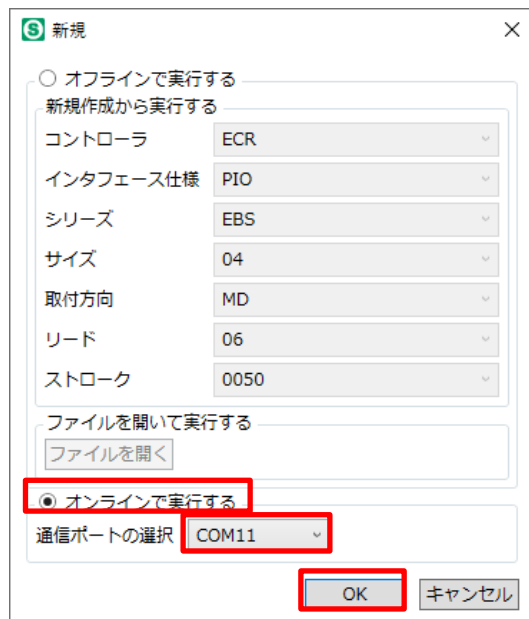 S 新規
オフラインで実行する
新規作成から実行する
コントローラ ECR
インタフェース仕様 PIO
シリーズ EBS
サイズ 04
取付方向 MD
リード 06
ストローク 0050
ファイルを開いて実行する
ファイルを開く
オンラインで実行する
通信ポートの選択 COM11
OK キャンセル